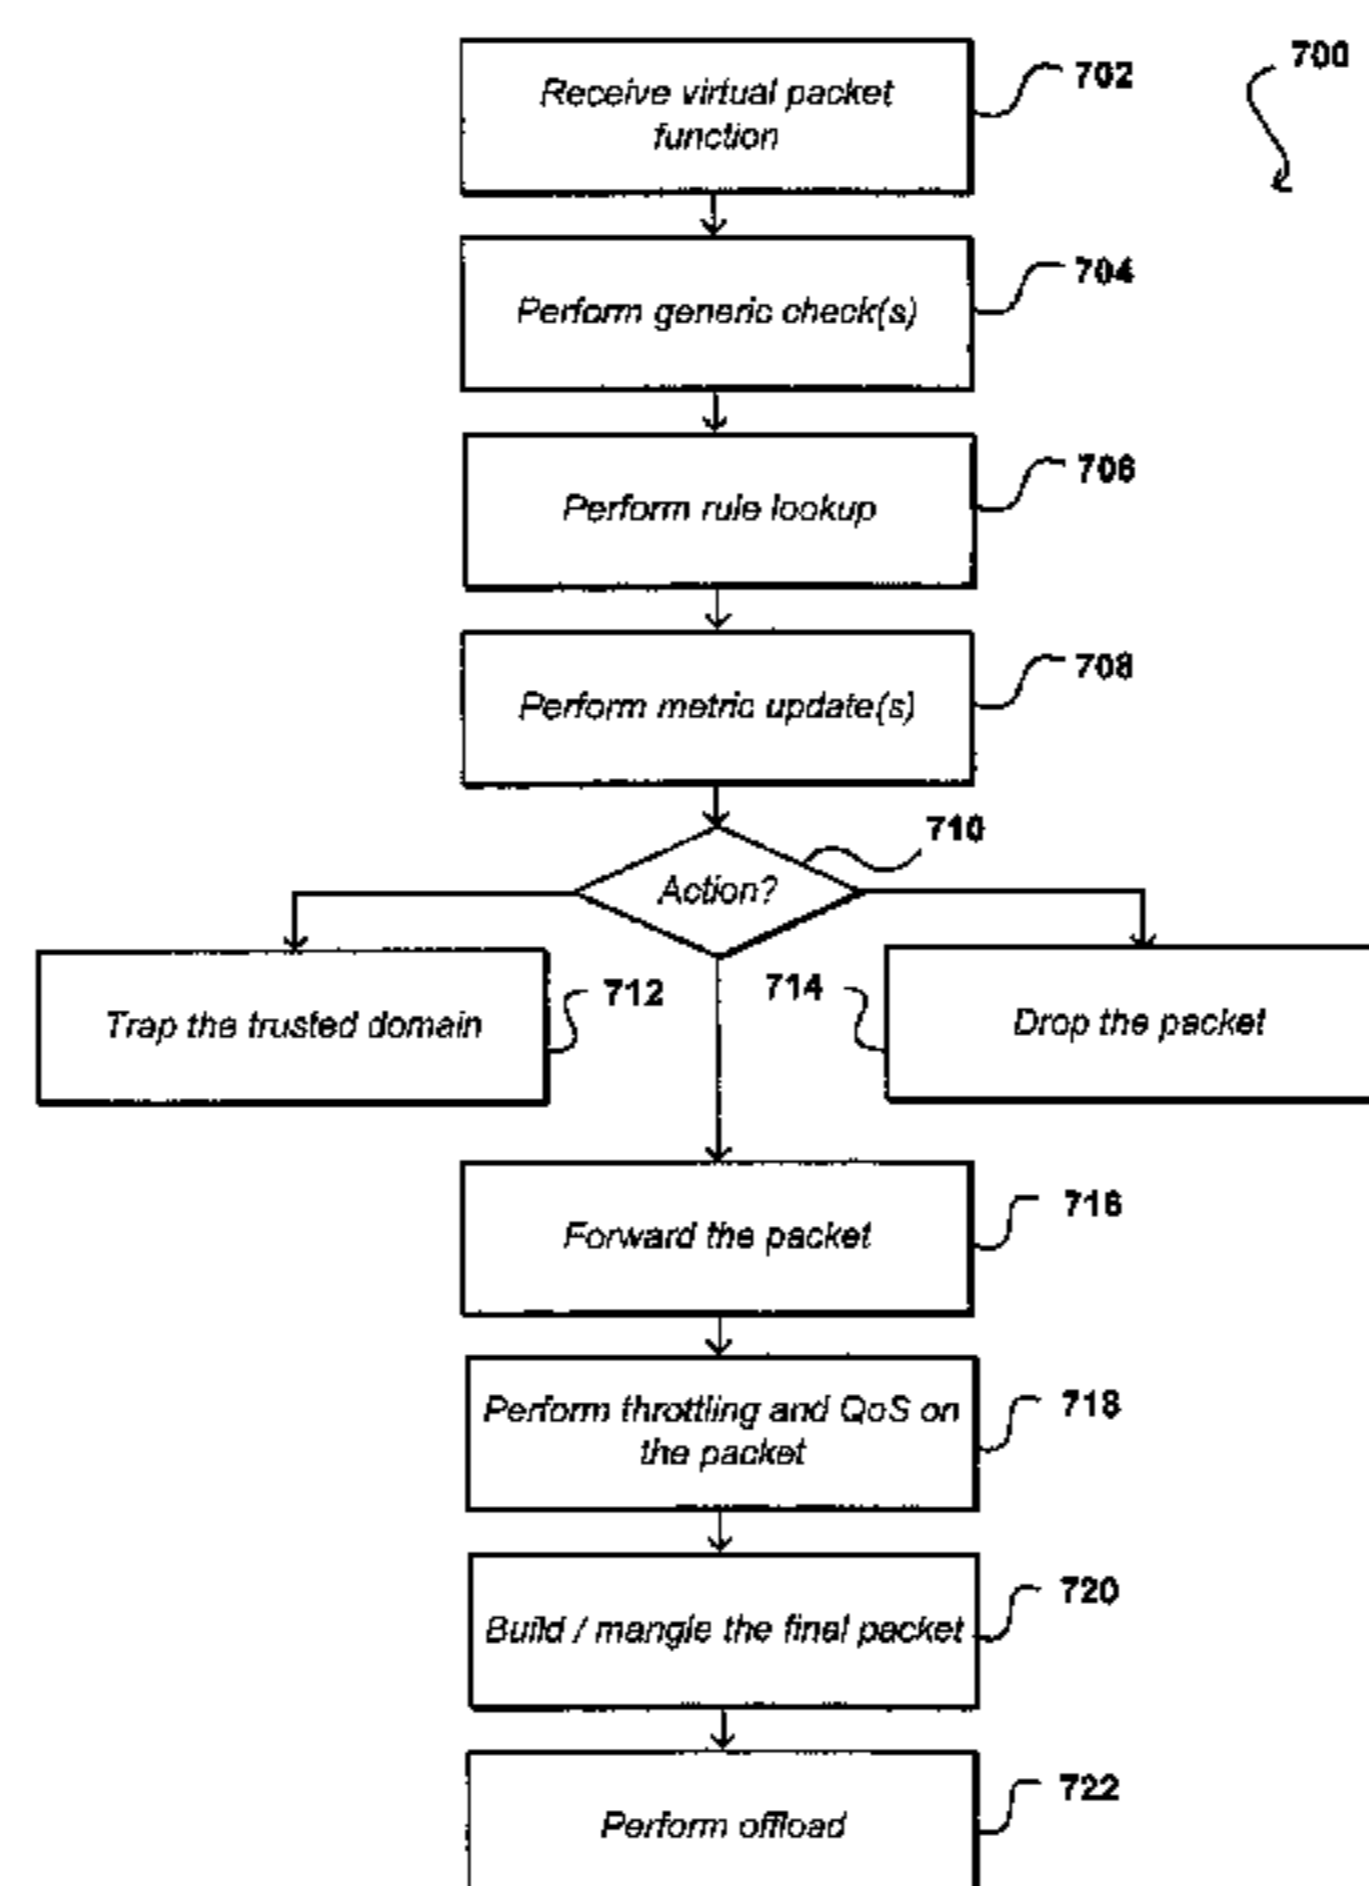 700
Receive virtual packet
function
702
Perform generic check(s)
704
Perform rule lookup
706
Perform metric update(s)
708
Action?
710
Trap the trusted domain
712
714
Drop the packet
Forward the packet
716
Perform throttling and QoS on
the packet
718
Build / mangle the final packet
720
Perform offload
722